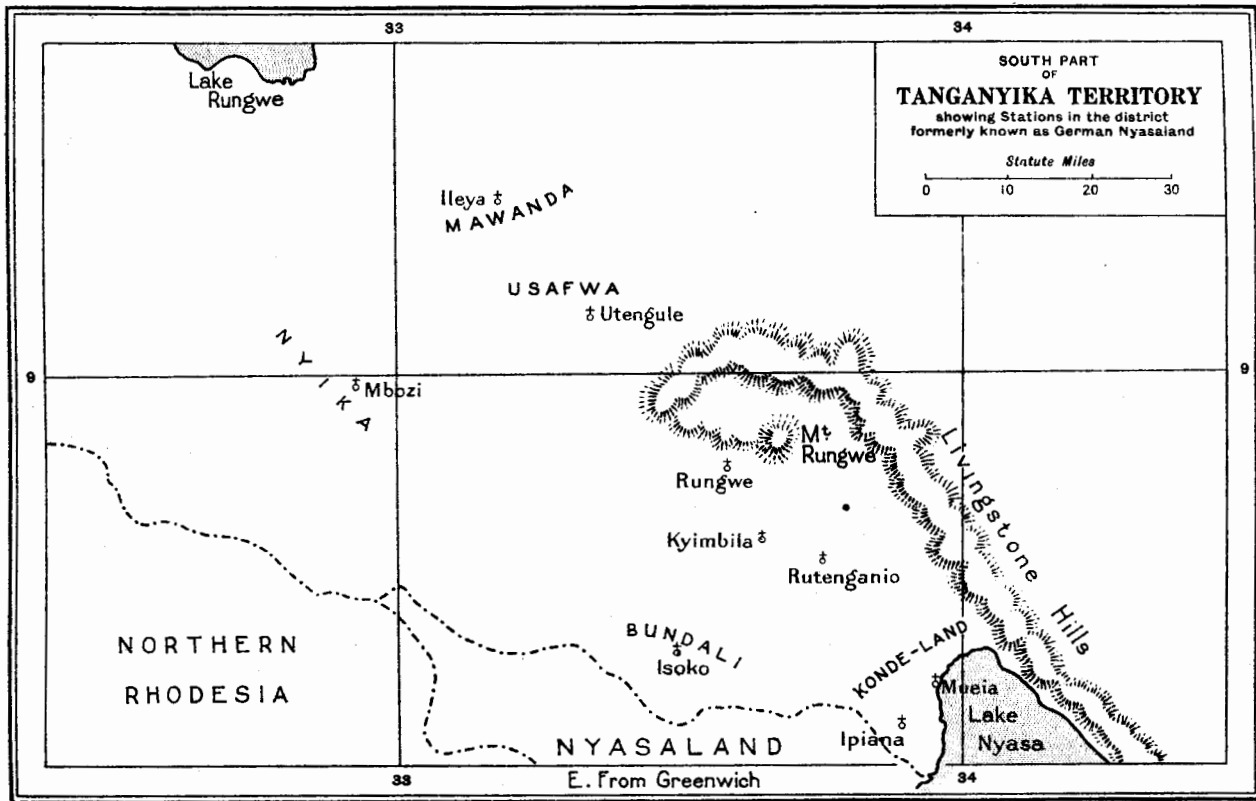 33
34
SOUTH PART
OF
TANGANYIKA TERRITORY
showing Stations in the district
formerly known as German Nyasaland
Statute Miles
0 10 20 30
Lake
Rungwe
Ileya
MAWANDA
USAFWA
Utengule
NYIKA
9
9
Mbozi
Mt
Rungwe
Rungwe
Livingstone Hills
Kyimbila
Rutenganio
BUNDALI
Isoko
KONDE-LAND
NORTHERN
RHODESIA
Mueia
Lake
Nyasa
Ipiana
NYASALAND
33
E. From Greenwich
34